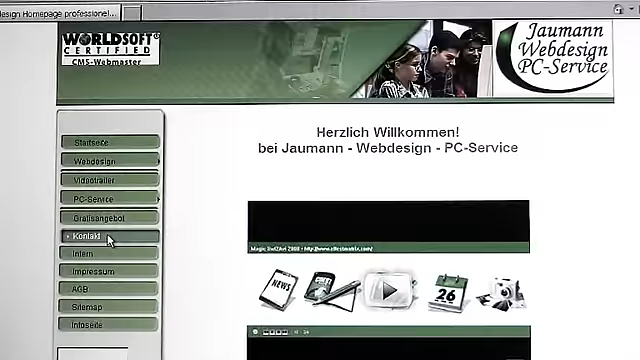 design Homepage professionel...
WORLDSOFT®
CERTIFIED
CMS-Webmaster
Jaumann
Webdesign
PC-Service
Herzlich Willkommen!
bei Jaumann - Webdesign - PC-Service
Startseite
Webdesign
Videotrailer
PC-Service
Gratisangebot
Kontakt
Intern
Impressum
AGB
Sitemap
Infoseite
NEWS
26